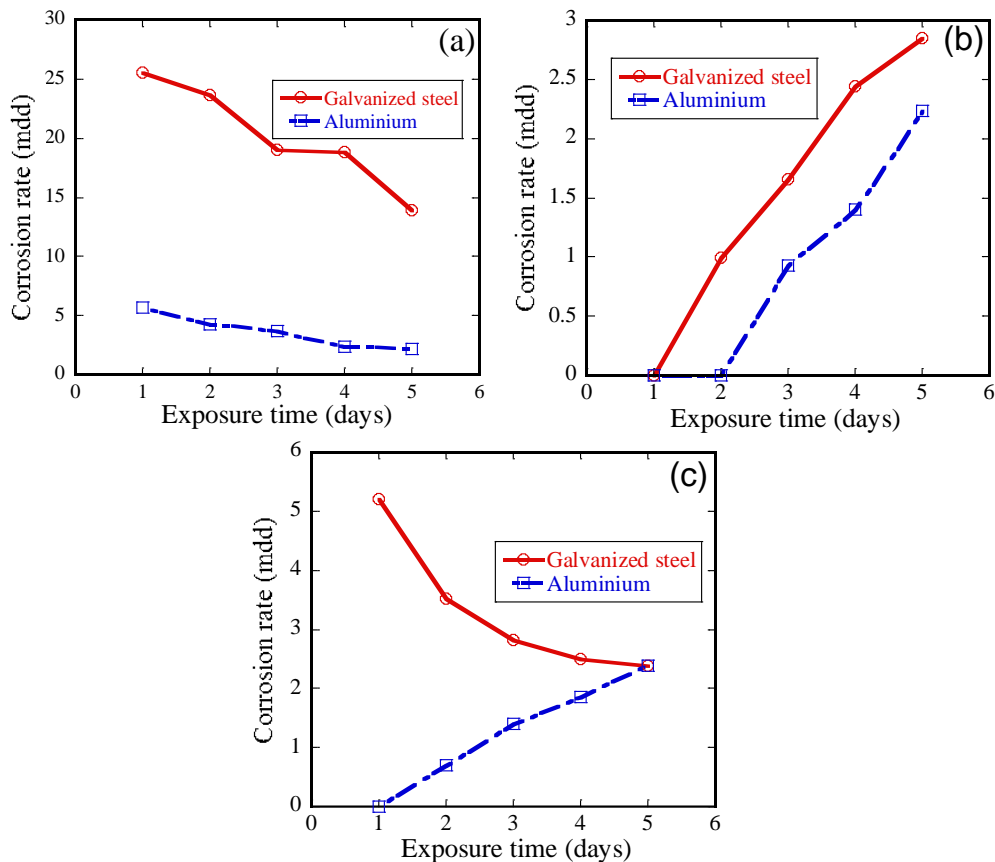 (a)
Galvanized steel
Aluminium
Corrosion rate (mdd)
30
25
20
15
10
5
0
0 1 2 3 4 5 6
Exposure time (days)
(b)
Galvanized steel
Aluminium
Corrosion rate (mdd)
3
2.5
2
1.5
1
0.5
0
0 1 2 3 4 5 6
Exposure time (days)
(c)
Galvanized steel
Aluminium
Corrosion rate (mdd)
6
5
4
3
2
1
0
0 1 2 3 4 5 6
Exposure time (days)